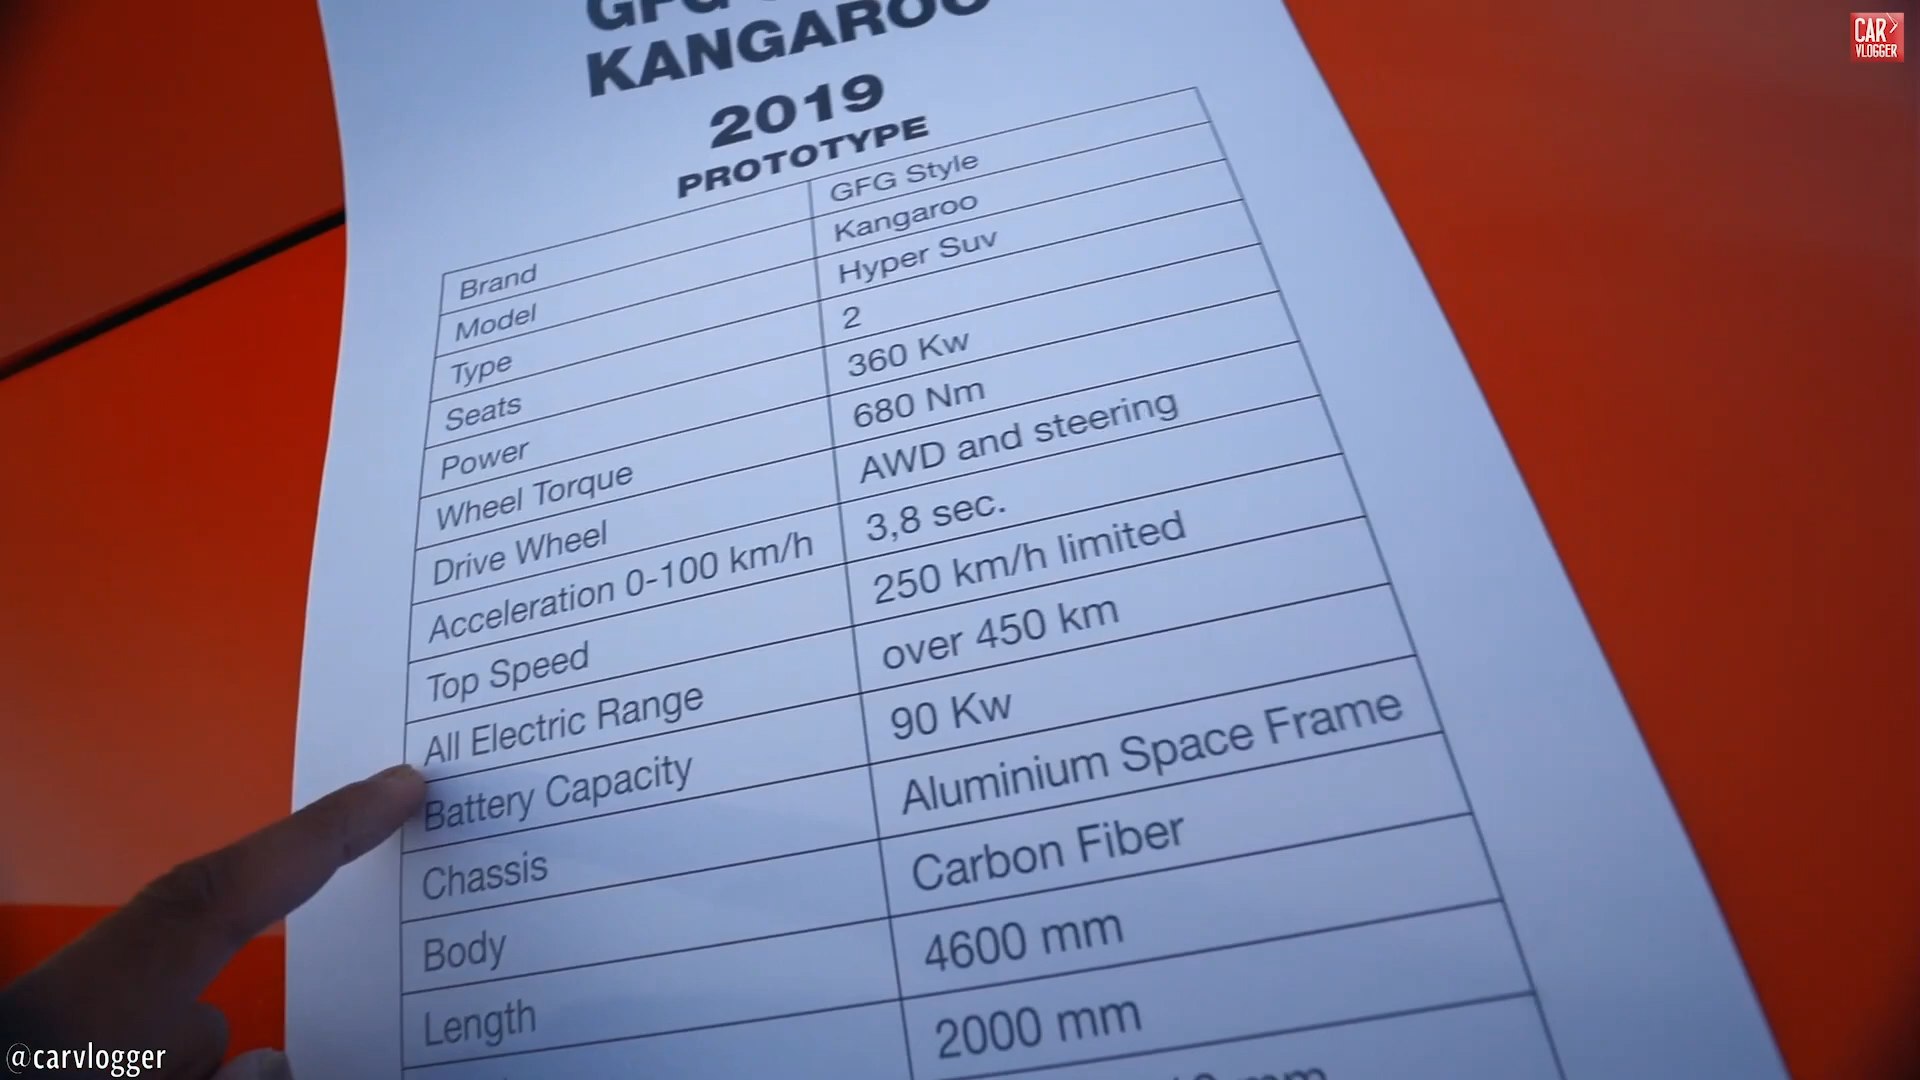 CAR
VLOGGER
GFG
KANGAROO
2019
PROTOTYPE
Brand GFG Style
Model Kangaroo
Type Hyper Suv
Seats 2
Power 360 Kw
Wheel Torque 680 Nm
Drive Wheel AWD and steering
Acceleration 0-100 km/h 3,8 sec.
Top Speed 250 km/h limited
All Electric Range over 450 km
Battery Capacity 90 Kw
Chassis Aluminium Space Frame
Body Carbon Fiber
Length 4600 mm
2000 mm
mm
@carvlogger